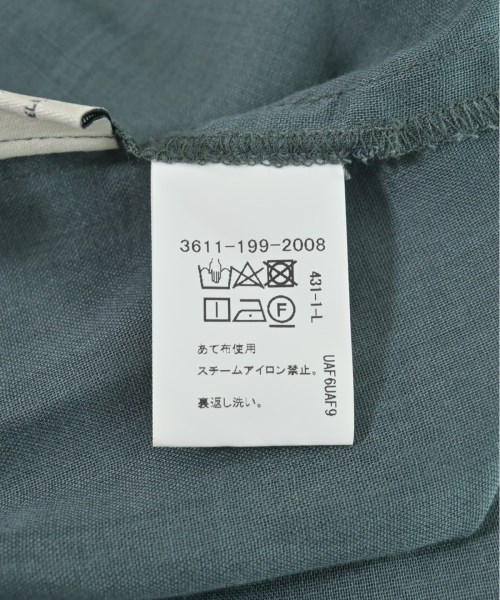 3611-199-2008
431-1-L
F
あて布使用
スチームアイロン禁止。
裏返し洗い。
UAF6UAF9